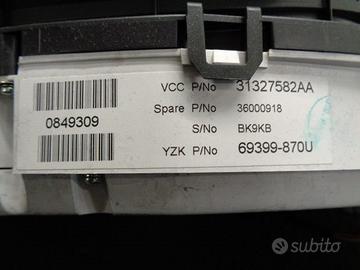 VCC P/No 31327582AA
Spare P/No 36000918
0849309
S/No BK9KB
YZK P/No 69399-870U
subito